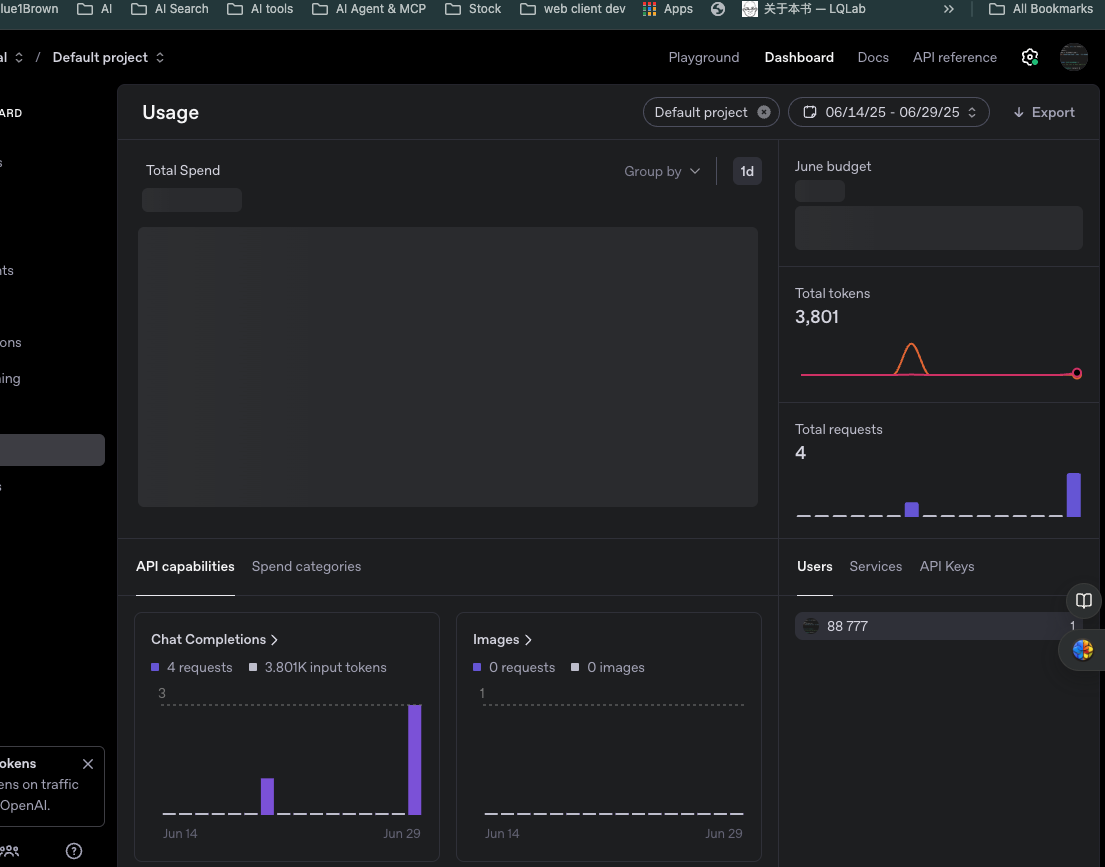 lue1Brown AI AI Search AI tools AI Agent & MCP Stock web client dev Apps 关于本书 — LQLab » All Bookmarks
al / Default project Playground Dashboard Docs API reference
ARD
Usage Default project 06/14/25 - 06/29/25 Export
s
Total Spend Group by 1d
June budget
nts
Total tokens
3,801
ons
ning
Total requests
4
s
API capabilities Spend categories
Users Services API Keys
Chat Completions
4 requests 3.801K input tokens
3
Jun 14 Jun 29
Images
0 requests 0 images
1
Jun 14 Jun 29
88 777 1
okens
ens on traffic
OpenAI.